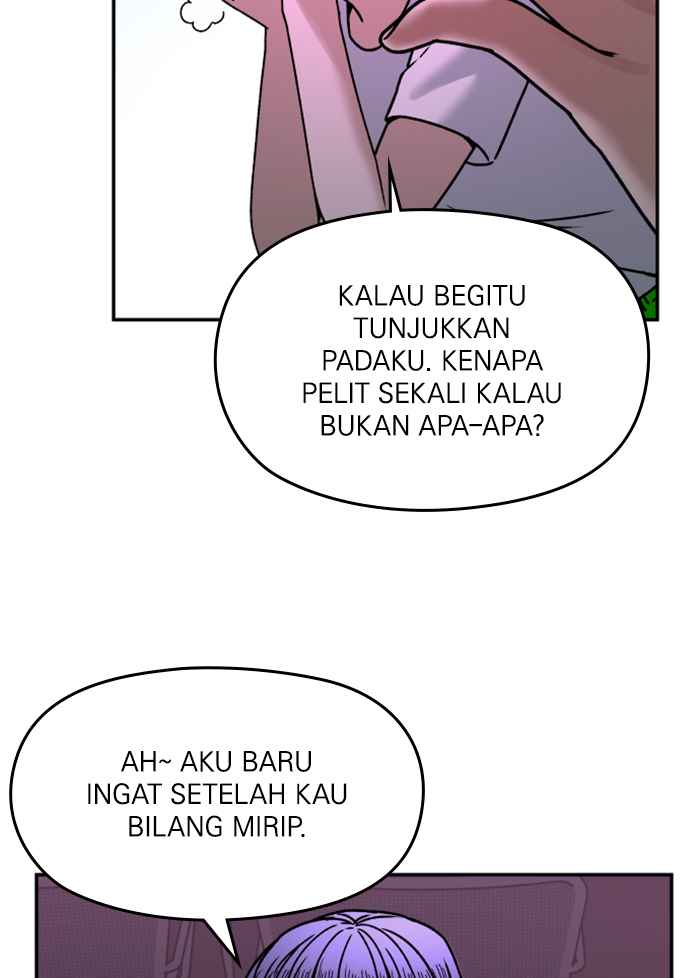 KALAU BEGITU
TUNJUKKAN
PADAKU. KENAPA
PELIT SEKALI KALAU
BUKAN APA-APA?
AH~ AKU BARU
INGAT SETELAH KAU
BILANG MIRIP.